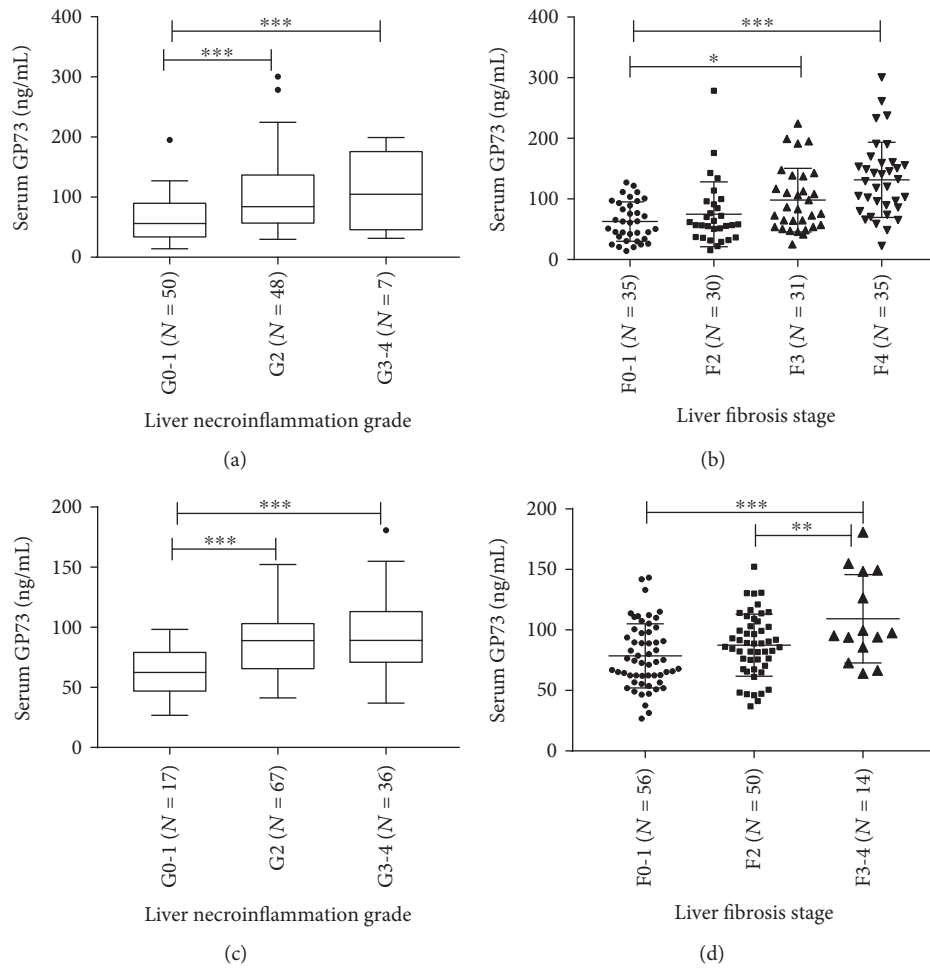 400
300
200
100
0
Serum GP73 (ng/mL)
***
***
G0-1 (N = 50)
G2 (N = 48)
G3-4 (N = 7)
Liver necroinflammation grade
(a)
400
300
200
100
0
Serum GP73 (ng/mL)
***
*
F0-1 (N = 35)
F2 (N = 30)
F3 (N = 31)
F4 (N = 35)
Liver fibrosis stage
(b)
200
150
100
50
0
Serum GP73 (ng/mL)
***
***
G0-1 (N = 17)
G2 (N = 67)
G3-4 (N = 36)
Liver necroinflammation grade
(c)
200
150
100
50
0
Serum GP73 (ng/mL)
***
**
F0-1 (N = 56)
F2 (N = 50)
F3-4 (N = 14)
Liver fibrosis stage
(d)